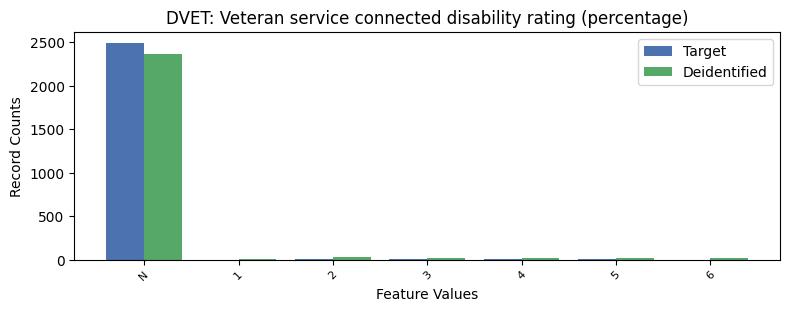 DVET: Veteran service connected disability rating (percentage)
Target
Deidentified
Record Counts
2500
2000
1500
1000
500
0
N 1 2 3 4 5 6
Feature Values